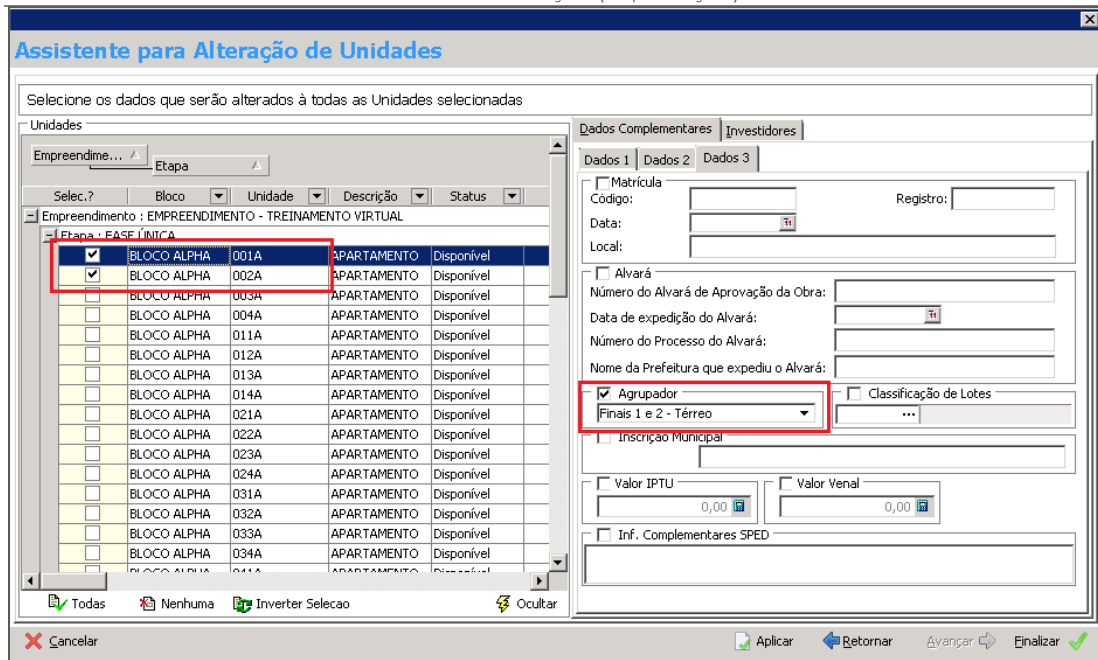 Assistente para Alteração de Unidades
Selecione os dados que serão alterados à todas as Unidades selecionadas
Unidades
Empreendime...
Etapa
Selec.? Bloco Unidade Descrição Status
Empreendimento : EMPREENDIMENTO - TREINAMENTO VIRTUAL
Etapa : FASE ÚNICA
BLOCO ALPHA 001A APARTAMENTO Disponível
BLOCO ALPHA 002A APARTAMENTO Disponível
BLOCO ALPHA 003A APARTAMENTO Disponível
BLOCO ALPHA 004A APARTAMENTO Disponível
BLOCO ALPHA 011A APARTAMENTO Disponível
BLOCO ALPHA 012A APARTAMENTO Disponível
BLOCO ALPHA 013A APARTAMENTO Disponível
BLOCO ALPHA 014A APARTAMENTO Disponível
BLOCO ALPHA 021A APARTAMENTO Disponível
BLOCO ALPHA 022A APARTAMENTO Disponível
BLOCO ALPHA 023A APARTAMENTO Disponível
BLOCO ALPHA 024A APARTAMENTO Disponível
BLOCO ALPHA 031A APARTAMENTO Disponível
BLOCO ALPHA 032A APARTAMENTO Disponível
BLOCO ALPHA 033A APARTAMENTO Disponível
BLOCO ALPHA 034A APARTAMENTO Disponível
Todas Nenhuma Inverter Selecao Ocultar
Dados Complementares Investidores
Dados 1 Dados 2 Dados 3
Matrícula
Código: Registro:
Data:
Local:
Alvará
Número do Alvará de Aprovação da Obra:
Data de expedição do Alvará:
Número do Processo do Alvará:
Nome da Prefeitura que expediu o Alvará:
Agrupador Classificação de Lotes
Finais 1 e 2 - Térreo ...
Inscrição Municipal
Valor IPTU Valor Venal
0,00 0,00
Inf. Complementares SPED
Cancelar Aplicar Retornar Avançar Finalizar